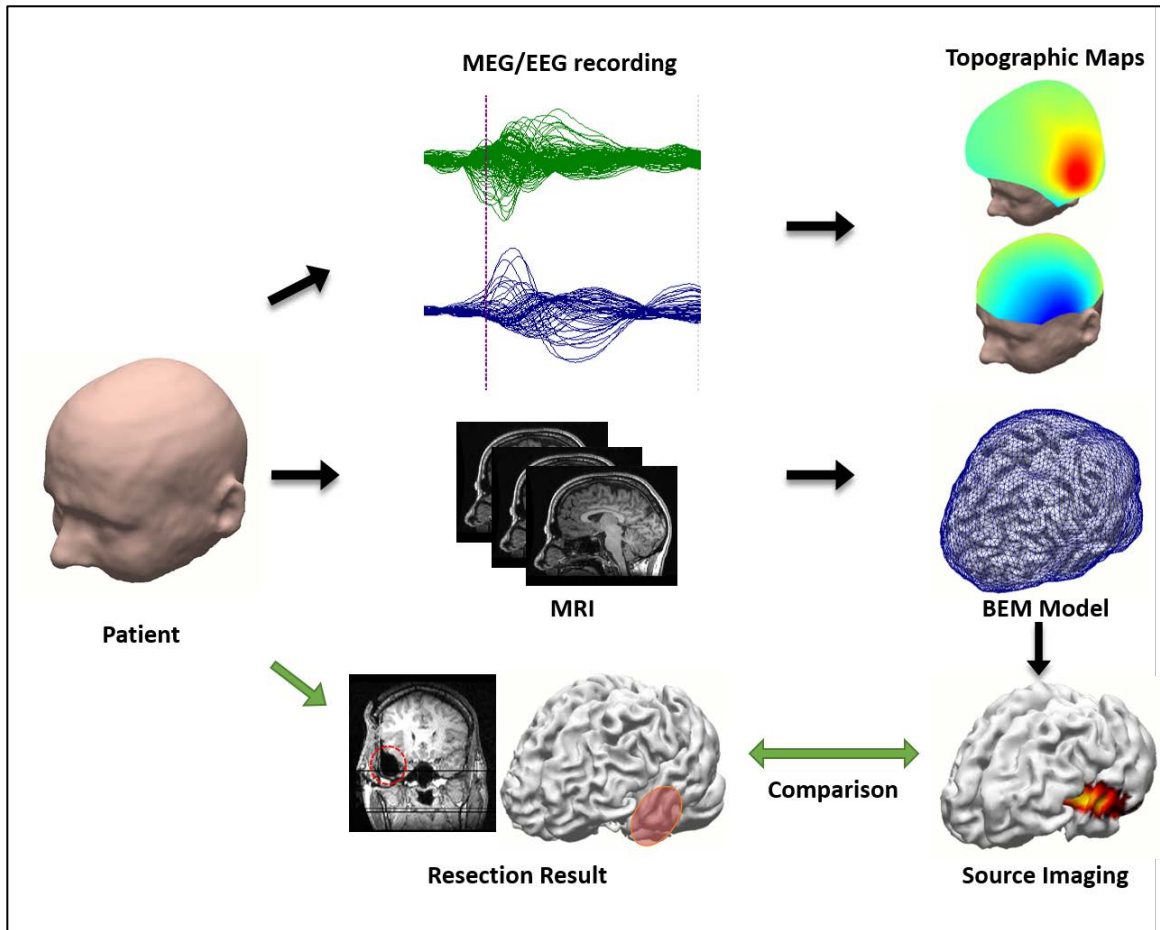 MEG/EEG recording
Topographic Maps
Patient
MRI
BEM Model
Comparison
Resection Result
Source Imaging